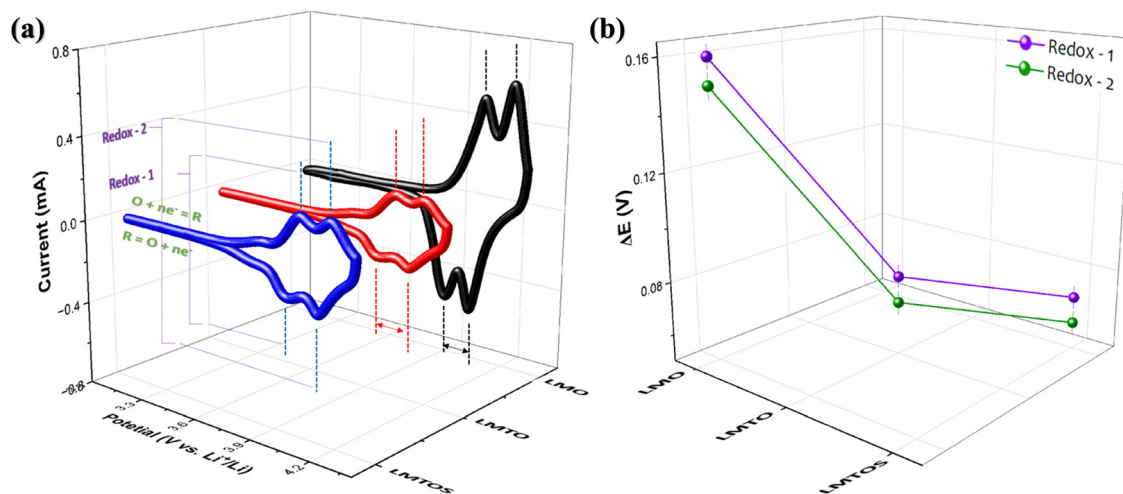 (a)
0.8
0.4
0.0
-0.4
Current (mA)
Redox - 2
Redox - 1
O + ne⁻ = R
R = O + ne⁻
3.3
3.6
3.9
4.2
Potetial (V vs. Li⁺/Li)
LMTOS
LMTO
LMO
(b)
0.16
0.12
0.08
ΔE (V)
Redox - 1
Redox - 2
LMO
LMTO
LMTOS